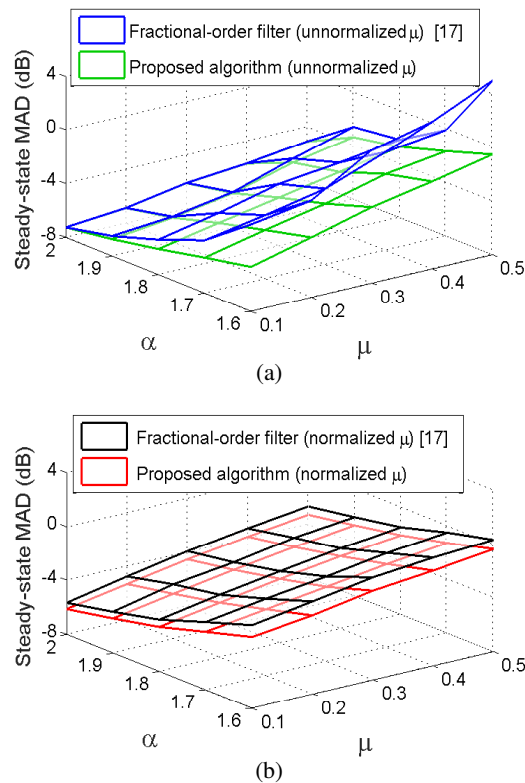 Fractional-order filter (unnormalized μ) [17]
Proposed algorithm (unnormalized μ)
Steady-state MAD (dB)
4
0
-4
-8
2
1.9
1.8
1.7
1.6
0.1
0.2
0.3
0.4
0.5
α
μ
(a)
Fractional-order filter (normalized μ) [17]
Proposed algorithm (normalized μ)
Steady-state MAD (dB)
4
0
-4
-8
2
1.9
1.8
1.7
1.6
0.1
0.2
0.3
0.4
0.5
α
μ
(b)